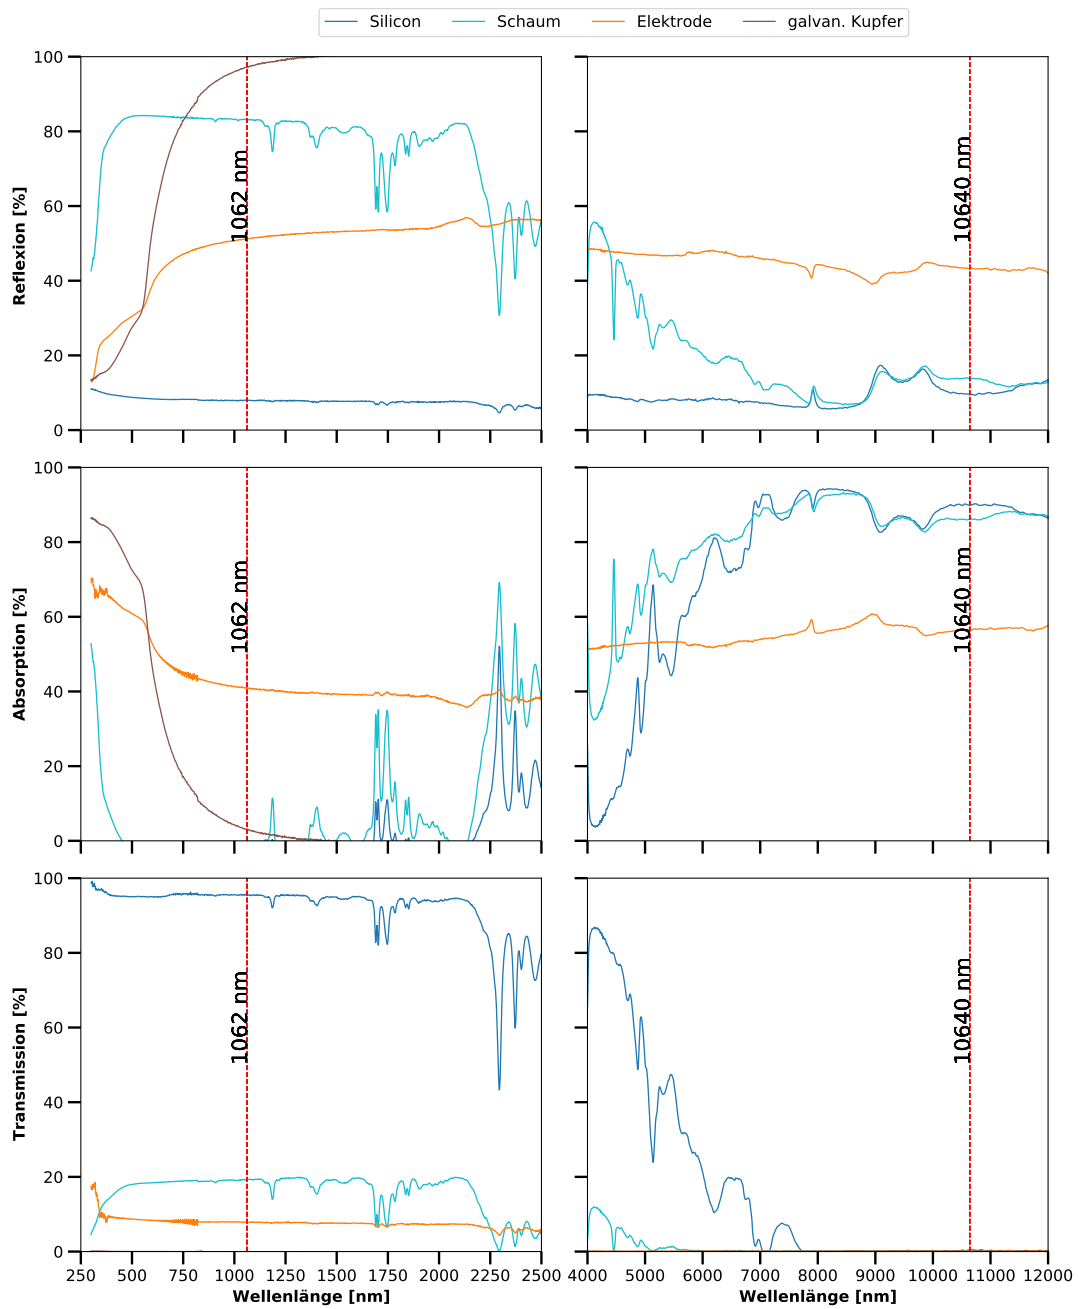 Silicon Schaum Elektrode galvan. Kupfer
Reflexion [%]
100
80
60
40
20
0
1062 nm
10640 nm
Absorption [%]
100
80
60
40
20
0
1062 nm
10640 nm
Transmission [%]
100
80
60
40
20
0
1062 nm
10640 nm
250 500 750 1000 1250 1500 1750 2000 2250 2500
4000 5000 6000 7000 8000 9000 10000 11000 12000
Wellenlänge [nm]
Wellenlänge [nm]